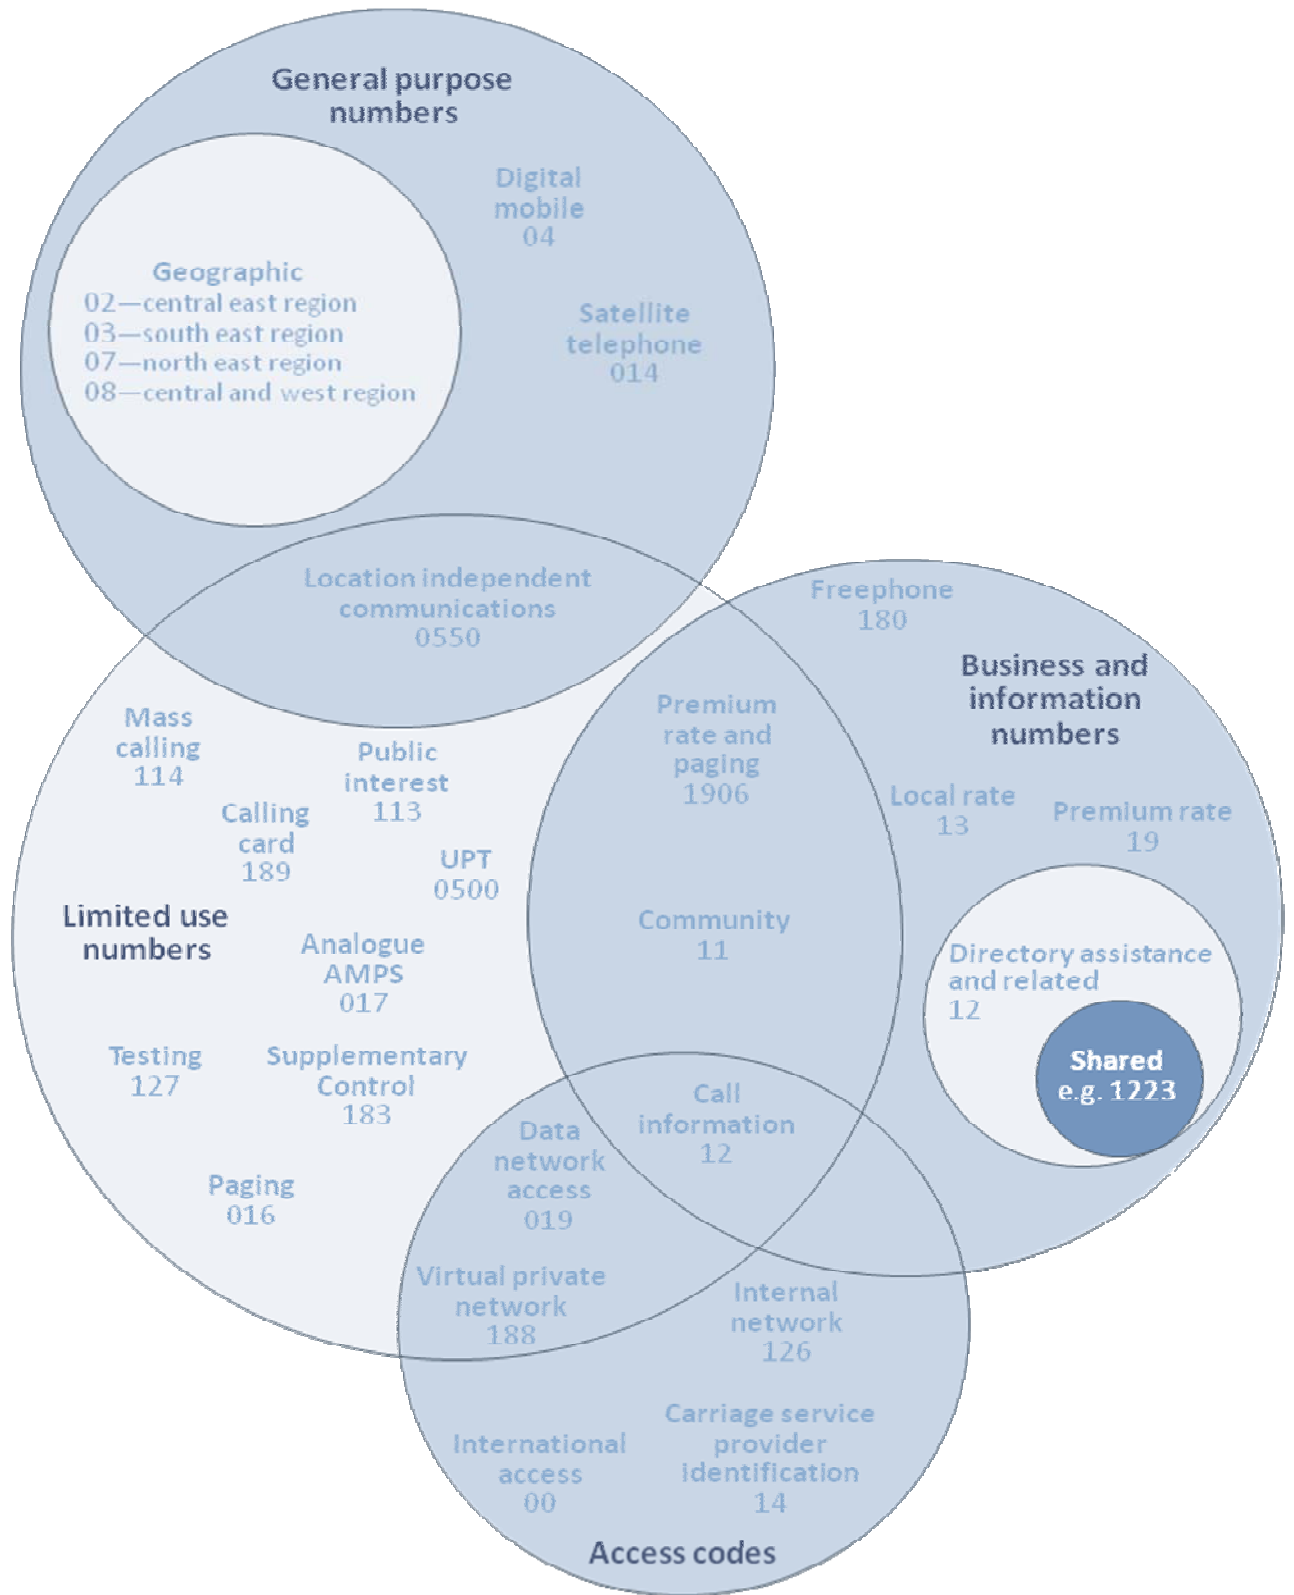 General purpose
numbers
Digital
mobile
04
Geographic
02—central east region
03—south east region
07—north east region
08—central and west region
Satellite
telephone
014
Location independent
communications
0550
Freephone
180
Business and
information
numbers
Premium
rate and
paging
1906
Local rate
13
Premium rate
19
Mass
calling
114
Public
interest
113
Calling
card
189
UPT
0500
Limited use
numbers
Analogue
AMPS
017
Community
11
Directory assistance
and related
12
Shared
e.g. 1223
Testing
127
Supplementary
Control
183
Call
information
12
Data
network
access
019
Paging
016
Virtual private
network
188
Internal
network
126
International
access
00
Carriage service
provider
identification
14
Access codes